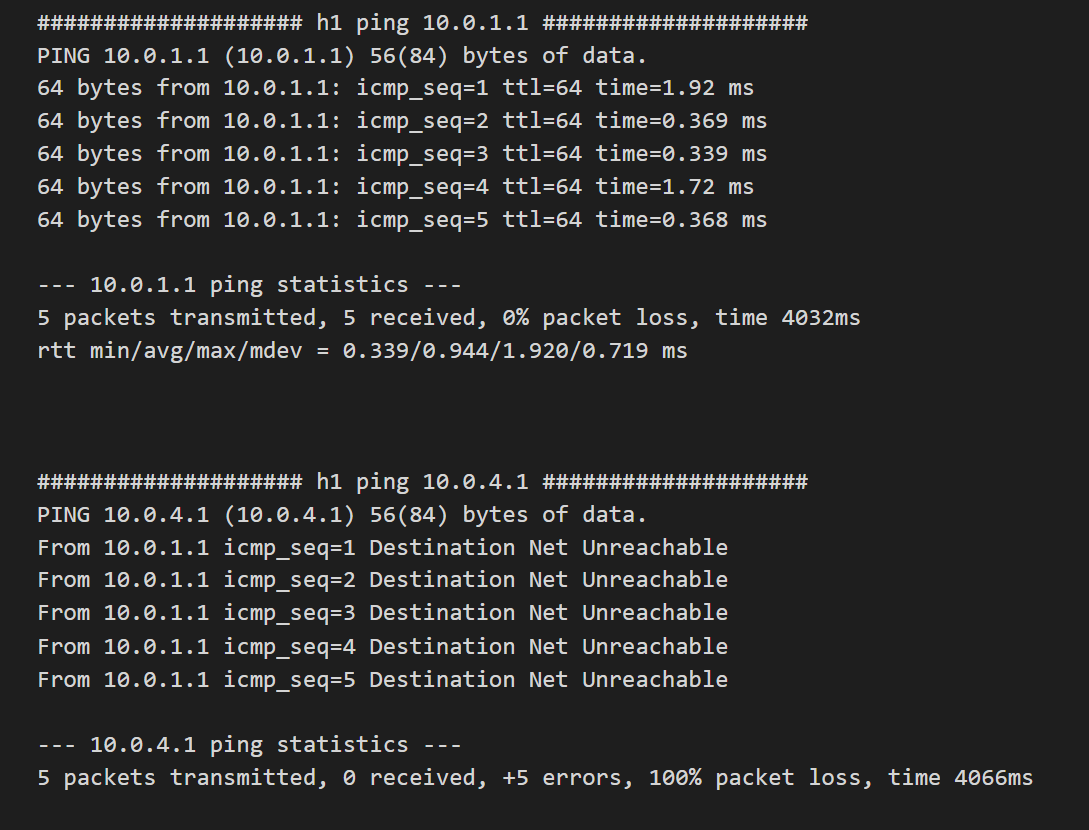 #################### h1 ping 10.0.1.1 ####################
PING 10.0.1.1 (10.0.1.1) 56(84) bytes of data.
64 bytes from 10.0.1.1: icmp_seq=1 ttl=64 time=1.92 ms
64 bytes from 10.0.1.1: icmp_seq=2 ttl=64 time=0.369 ms
64 bytes from 10.0.1.1: icmp_seq=3 ttl=64 time=0.339 ms
64 bytes from 10.0.1.1: icmp_seq=4 ttl=64 time=1.72 ms
64 bytes from 10.0.1.1: icmp_seq=5 ttl=64 time=0.368 ms
--- 10.0.1.1 ping statistics ---
5 packets transmitted, 5 received, 0% packet loss, time 4032ms
rtt min/avg/max/mdev = 0.339/0.944/1.920/0.719 ms
#################### h1 ping 10.0.4.1 ####################
PING 10.0.4.1 (10.0.4.1) 56(84) bytes of data.
From 10.0.1.1 icmp_seq=1 Destination Net Unreachable
From 10.0.1.1 icmp_seq=2 Destination Net Unreachable
From 10.0.1.1 icmp_seq=3 Destination Net Unreachable
From 10.0.1.1 icmp_seq=4 Destination Net Unreachable
From 10.0.1.1 icmp_seq=5 Destination Net Unreachable
--- 10.0.4.1 ping statistics ---
5 packets transmitted, 0 received, +5 errors, 100% packet loss, time 4066ms